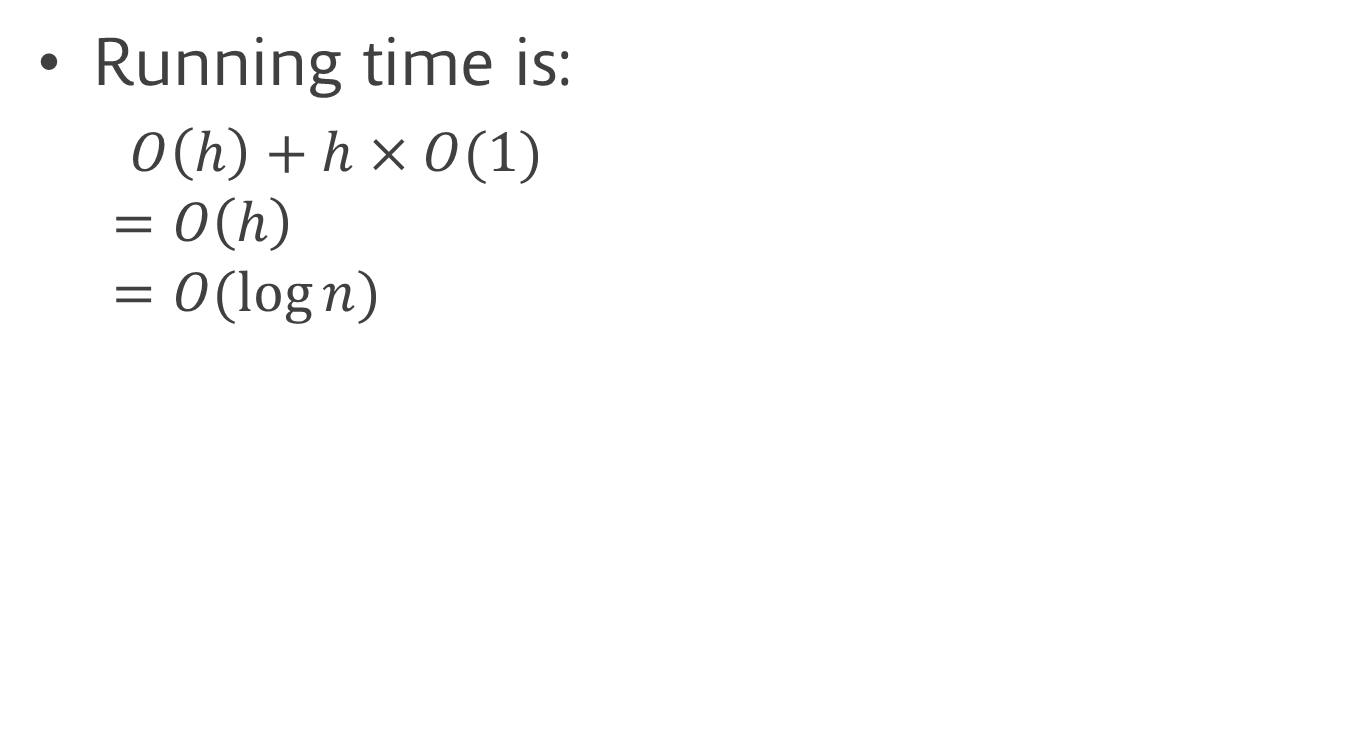 • Running time is:
O(h) + h × O(1)
= O(h)
= O(log n)